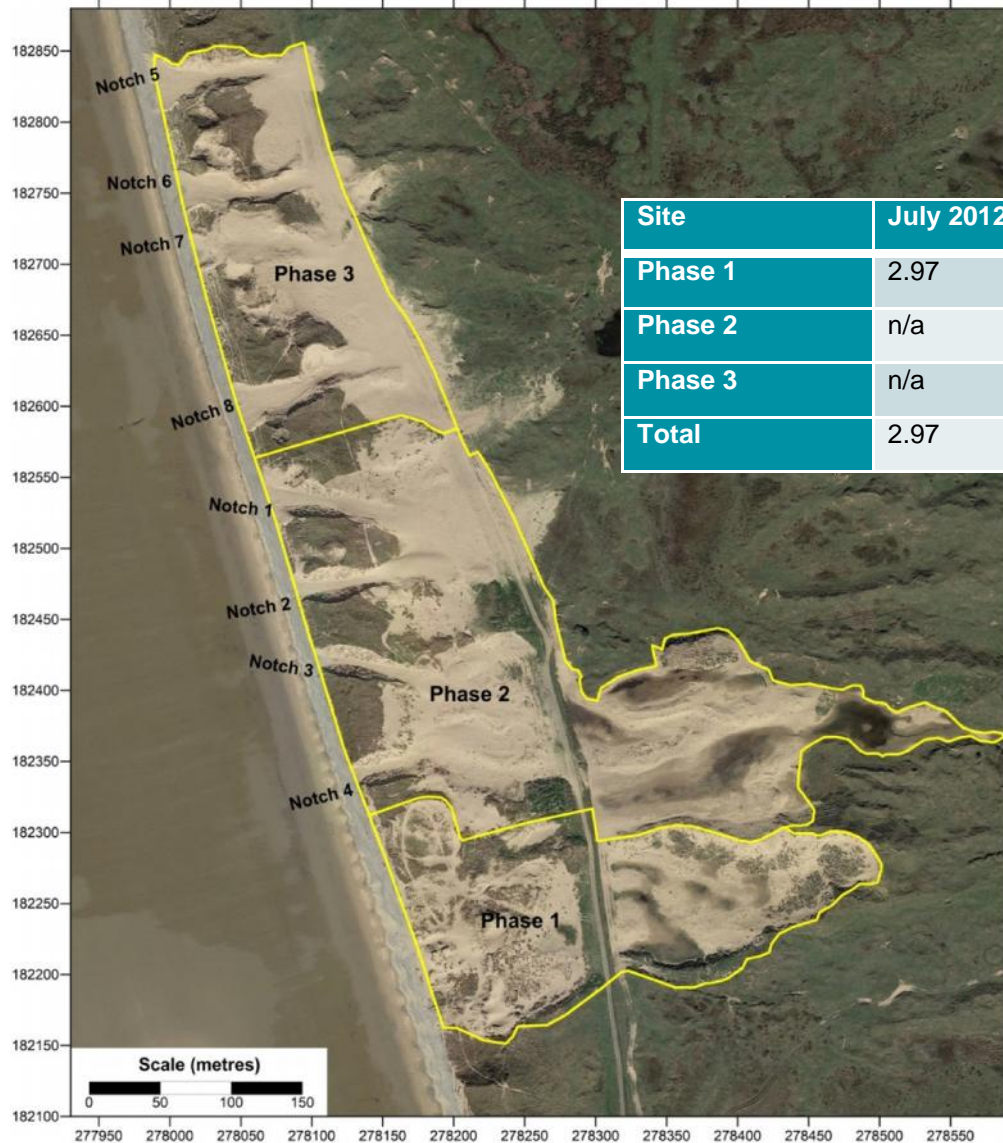 182850
182800
182750
182700
182650
182600
182550
182500
182450
182400
182350
182300
182250
182200
182150
182100
Notch 5
Notch 6
Notch 7
Phase 3
Notch 8
Notch 1
Notch 2
Notch 3
Phase 2
Notch 4
Phase 1
Site July 2012
Phase 1 2.97
Phase 2 n/a
Phase 3 n/a
Total 2.97
Scale (metres)
0 50 100 150
277950 278000 278050 278100 278150 278200 278250 278300 278350 278400 278450 278500 278550